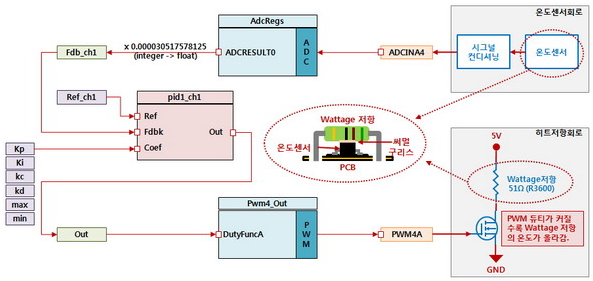 온도센서회로
AdcRegs
x 0.000030517578125
(integer -> float)
Fdb_ch1
ADCRESULT0
A
D
C
ADCINA4
시그널
컨디셔닝
온도센서
Ref_ch1
pid1_ch1
Ref
Fdbk
Coef
Out
Kp
Ki
kc
kd
max
min
Wattage 저항
온도센서
써멀
구리스
PCB
히트저항회로
5V
Wattage저항
51Ω (R3600)
PWM 듀티가 커질
수록 Wattage 저항
의 온도가 올라감.
GND
Pwm4_Out
Out
DutyFuncA
P
W
M
PWM4A